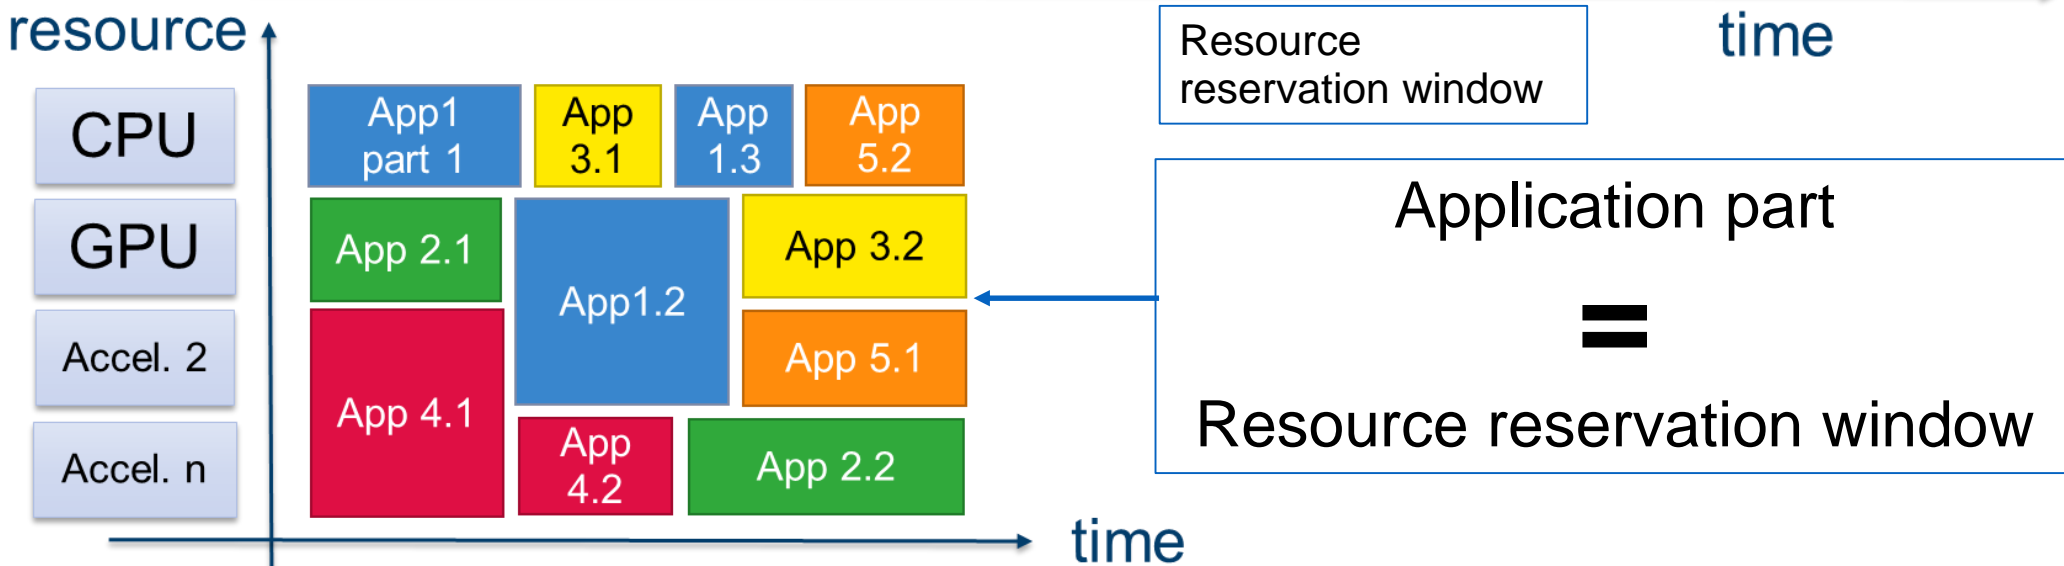 resource
Resource
reservation window
time
CPU
App1
part 1
App
3.1
App
1.3
App
5.2
GPU
App 2.1
App1.2
App 3.2
Accel. 2
App 4.1
App 5.1
Accel. n
App
4.2
App 2.2
time
Application part
=
Resource reservation window